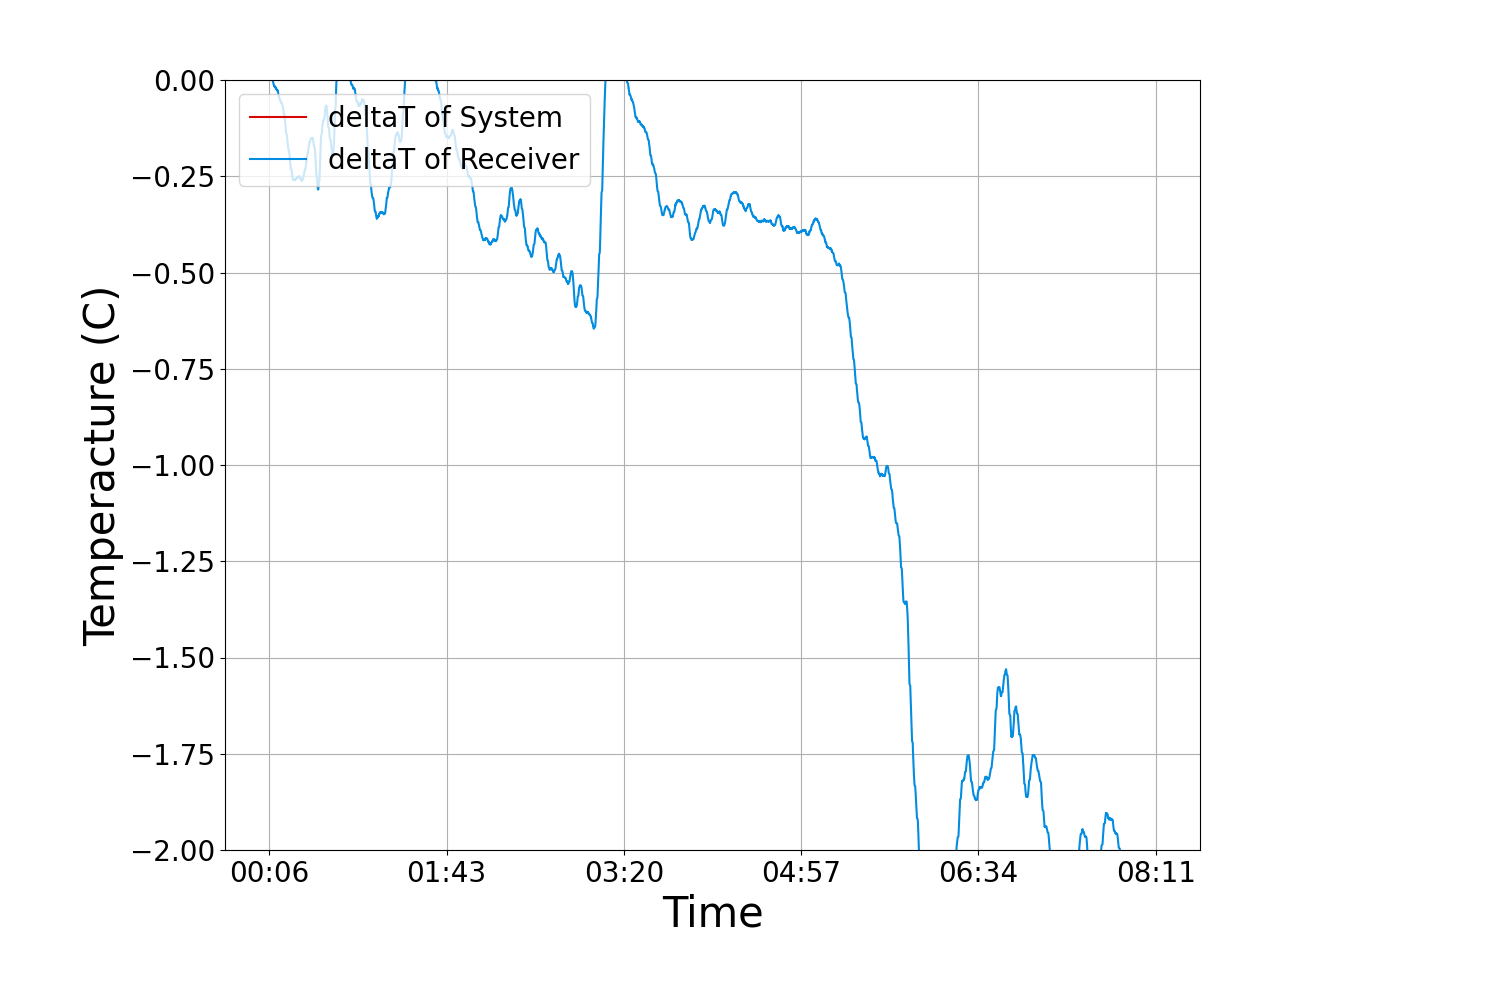 deltaT of System
deltaT of Receiver
0.00
−0.25
−0.50
−0.75
−1.00
−1.25
−1.50
−1.75
−2.00
Temperacture (C)
00:06 01:43 03:20 04:57 06:34 08:11
Time